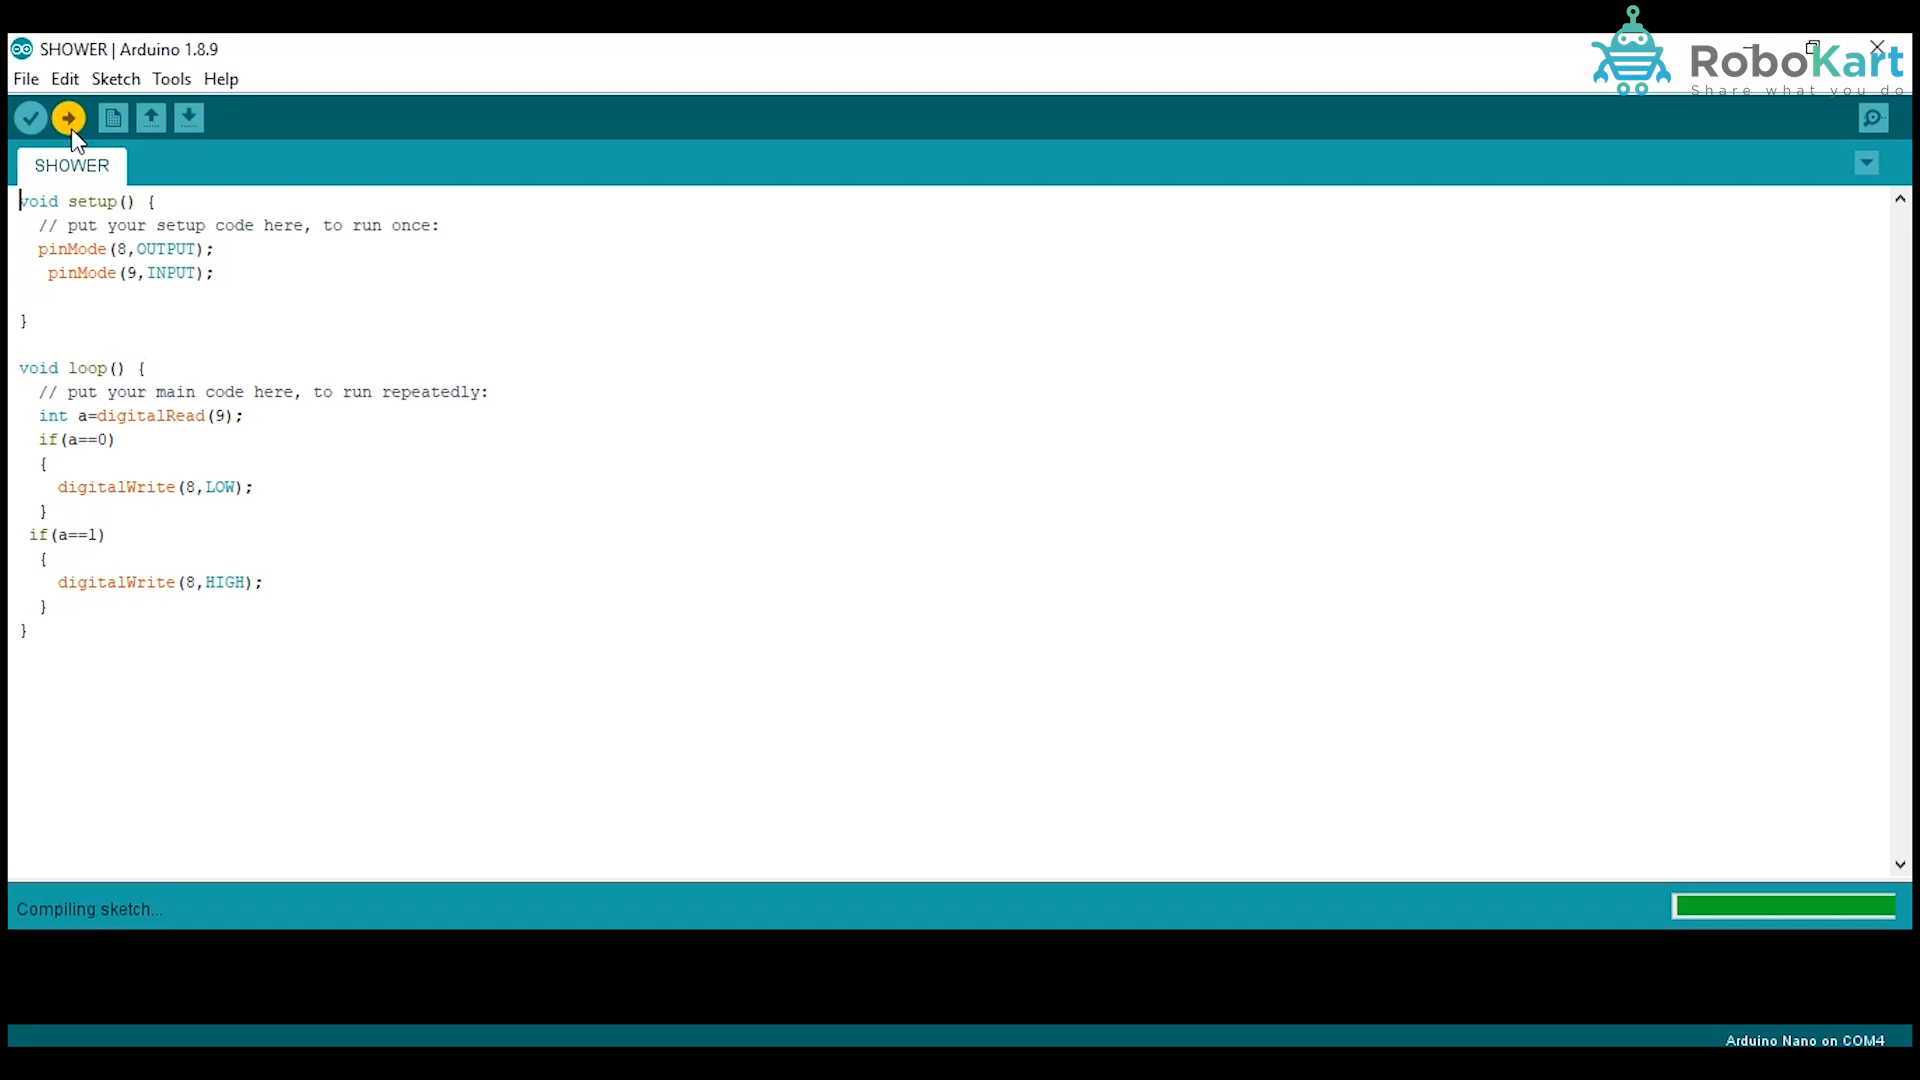 SHOWER | Arduino 1.8.9
RoboKart
Share what you do
File Edit Sketch Tools Help
SHOWER
void setup() {
  // put your setup code here, to run once:
  pinMode(8,OUTPUT);
   pinMode(9,INPUT);
}
void loop() {
  // put your main code here, to run repeatedly:
  int a=digitalRead(9);
  if(a==0)
  {
    digitalWrite(8,LOW);
  }
 if(a==1)
  {
    digitalWrite(8,HIGH);
  }
}
Compiling sketch...
Arduino Nano on COM4